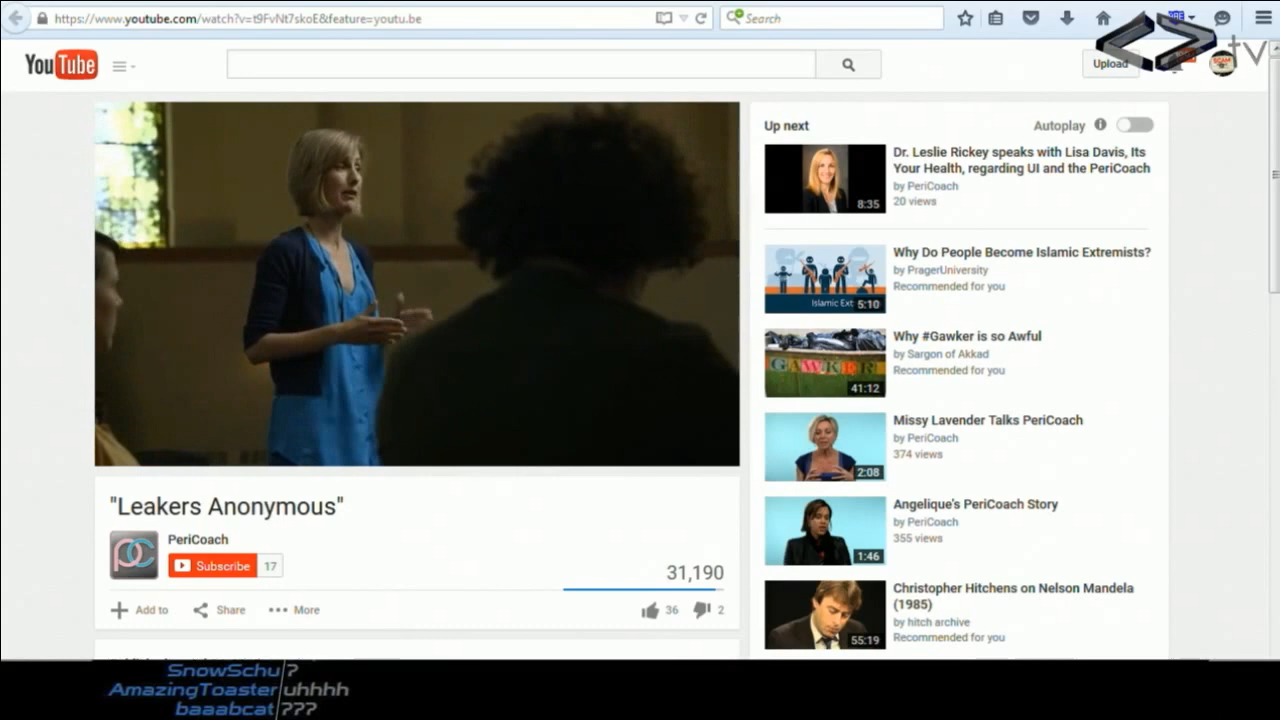 https://www.youtube.com/watch?v=t9FvNt7skoE&feature=youtu.be
Search
tv
YouTube
Upload
Up next
Autoplay
Dr. Leslie Rickey speaks with Lisa Davis, Its
Your Health, regarding UI and the PeriCoach
by PeriCoach
20 views
8:35
Why Do People Become Islamic Extremists?
by PragerUniversity
Recommended for you
Islamic Ext 5:10
Why #Gawker is so Awful
by Sargon of Akkad
Recommended for you
GAWKER
41:12
Missy Lavender Talks PeriCoach
by PeriCoach
374 views
2:08
Angelique's PeriCoach Story
by PeriCoach
355 views
1:46
Christopher Hitchens on Nelson Mandela
(1985)
by hitch archive
Recommended for you
55:19
"Leakers Anonymous"
pc
PeriCoach
Subscribe 17
31,190
Add to Share More
36 2
SnowSchu ?
AmazingToaster uhhhh
baaabcat ???